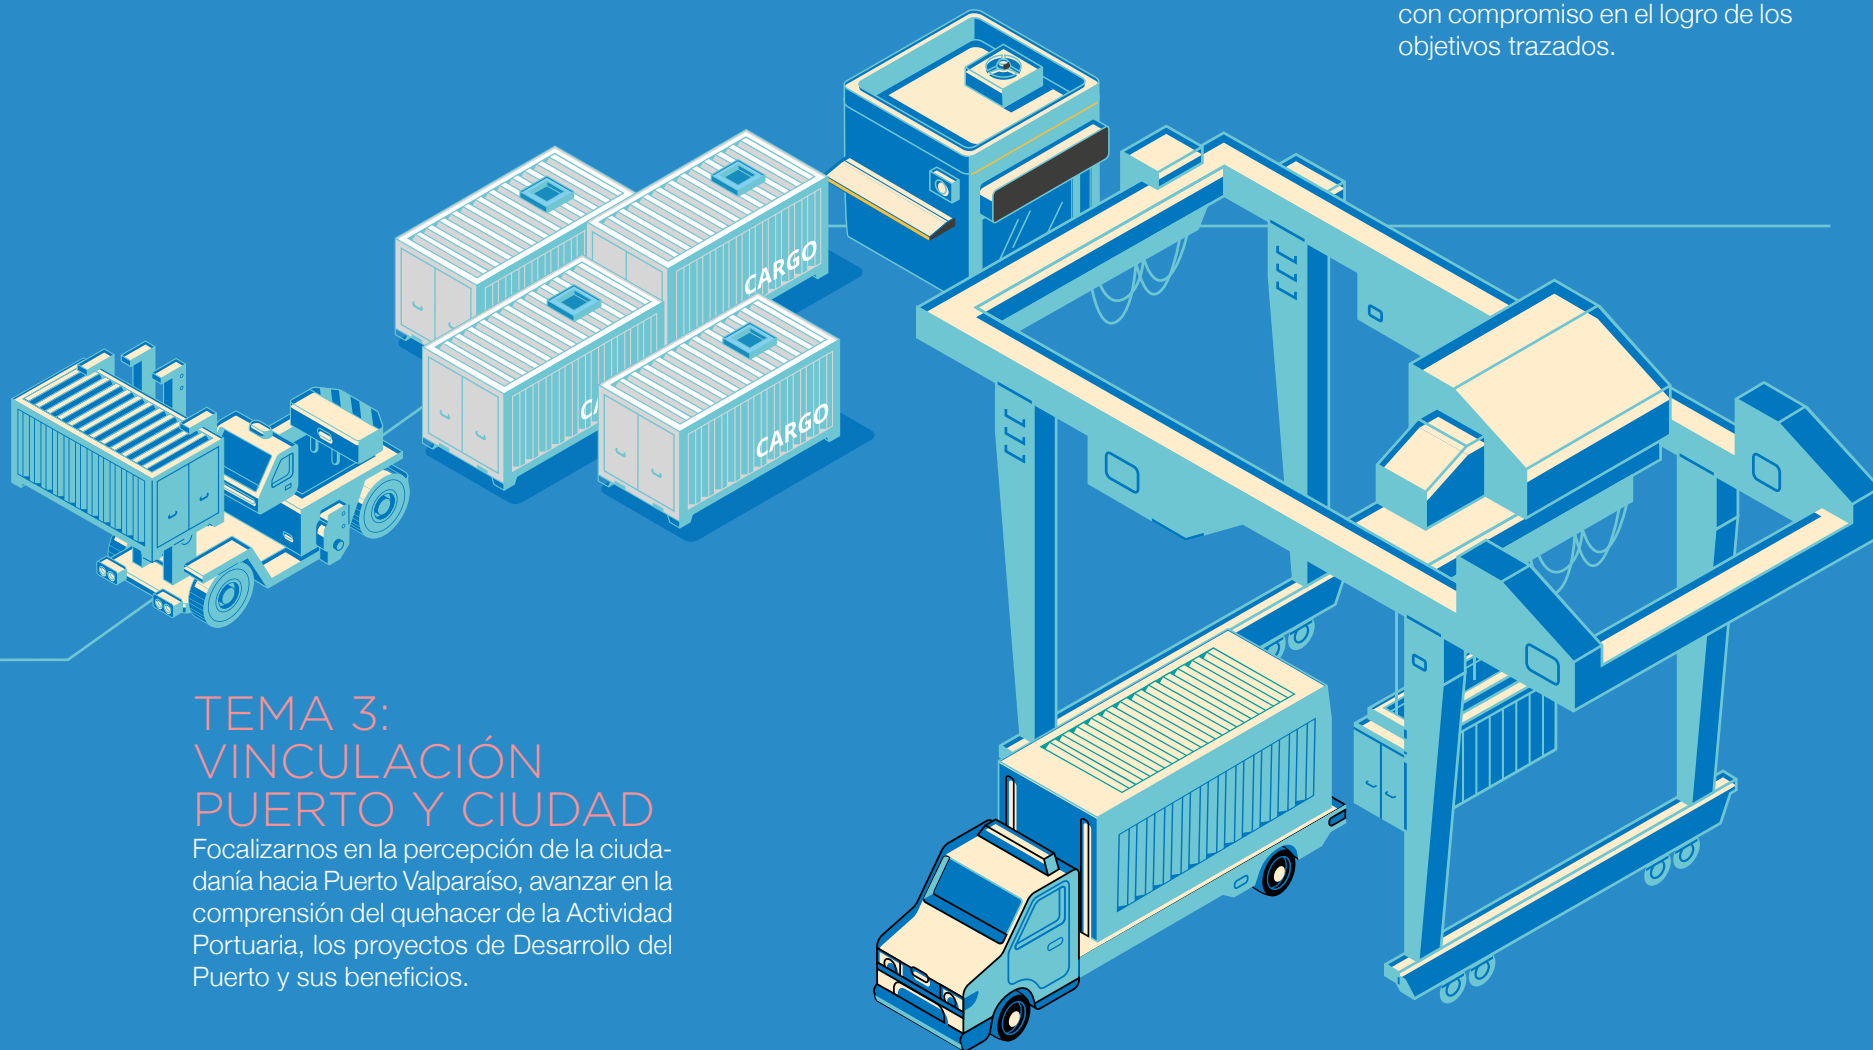 con compromiso en el logro de los
objetivos trazados.
CARGO
CARGO
TEMA 3:
VINCULACIÓN
PUERTO Y CIUDAD
Focalizarnos en la percepción de la ciuda-
danía hacia Puerto Valparaíso, avanzar en la
comprensión del quehacer de la Actividad
Portuaria, los proyectos de Desarrollo del
Puerto y sus beneficios.